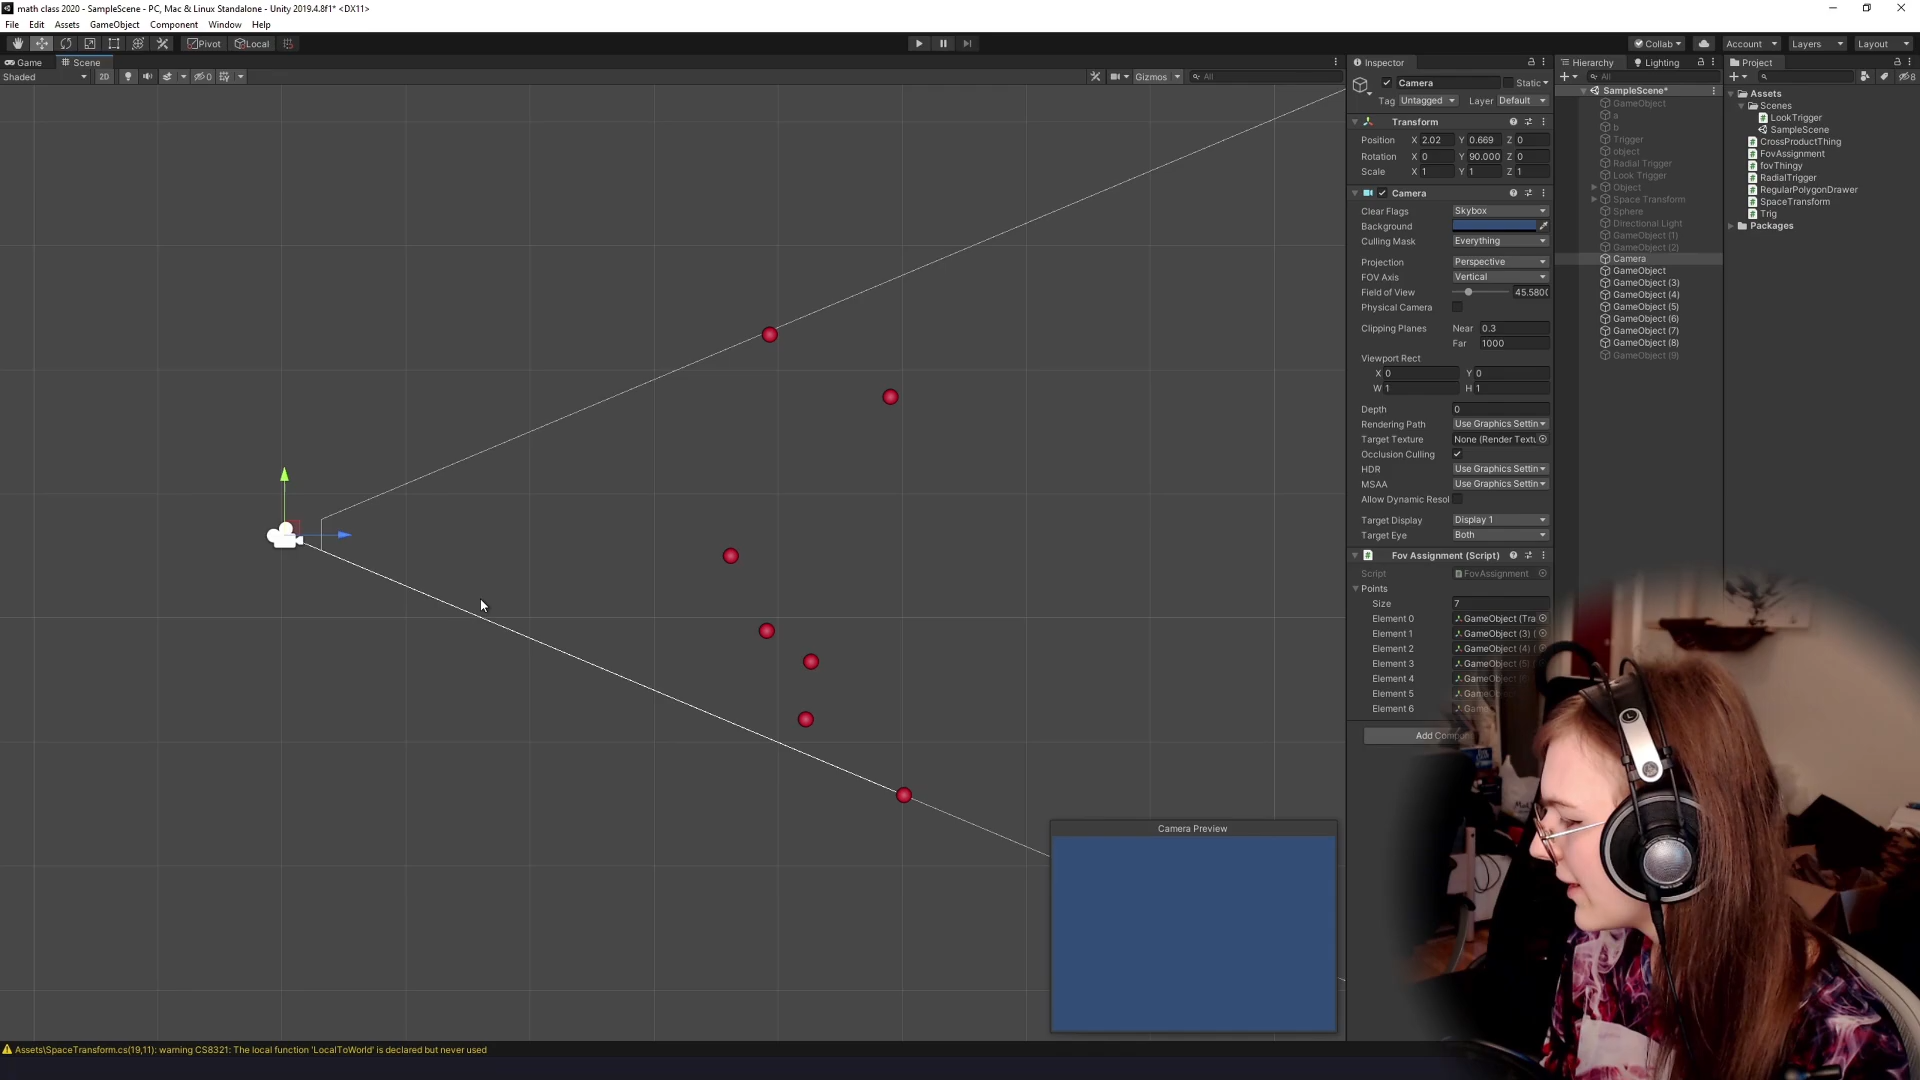 math class 2020 - SampleScene - PC, Mac & Linux Standalone - Unity 2019.4.8f1* <DX11>
File Edit Assets GameObject Component Window Help
Pivot Local Collab Account Layers Layout
Game Scene
Shaded 2D 0 Gizmos All
Inspector
Camera Static
Tag Untagged Layer Default
Transform
Position X 2.02 Y 0.669 Z 0
Rotation X 0 Y 90.000 Z 0
Scale X 1 Y 1 Z 1
Camera
Clear Flags Skybox
Background
Culling Mask Everything
Projection Perspective
FOV Axis Vertical
Field of View 45.580(
Physical Camera
Clipping Planes Near 0.3
Far 1000
Viewport Rect
X 0 Y 0
W 1 H 1
Depth 0
Rendering Path Use Graphics Settin
Target Texture None (Render Textu
Occlusion Culling
HDR Use Graphics Settin
MSAA Use Graphics Settin
Allow Dynamic Resol
Target Display Display 1
Target Eye Both
Fov Assignment (Script)
Script FovAssignment
Points
Size 7
Element 0 GameObject (Tra
Element 1 GameObject (3) (
Element 2 GameObject (4) (
Element 3 GameObject (5) (
Element 4 GameObject
Element 5 GameOb
Element 6 Game
Add Comp
Hierarchy Lighting
All
SampleScene*
GameObject
a
b
Trigger
object
Radial Trigger
Look Trigger
Object
Space Transform
Sphere
Directional Light
GameObject (1)
GameObject (2)
Camera
GameObject
GameObject (3)
GameObject (4)
GameObject (5)
GameObject (6)
GameObject (7)
GameObject (8)
GameObject (9)
Project
8
Assets
Scenes
LookTrigger
SampleScene
CrossProductThing
FovAssignment
fovThingy
RadialTrigger
RegularPolygonDrawer
SpaceTransform
Trig
Packages
Camera Preview
Assets\SpaceTransform.cs(19,11): warning CS8321: The local function 'LocalToWorld' is declared but never used